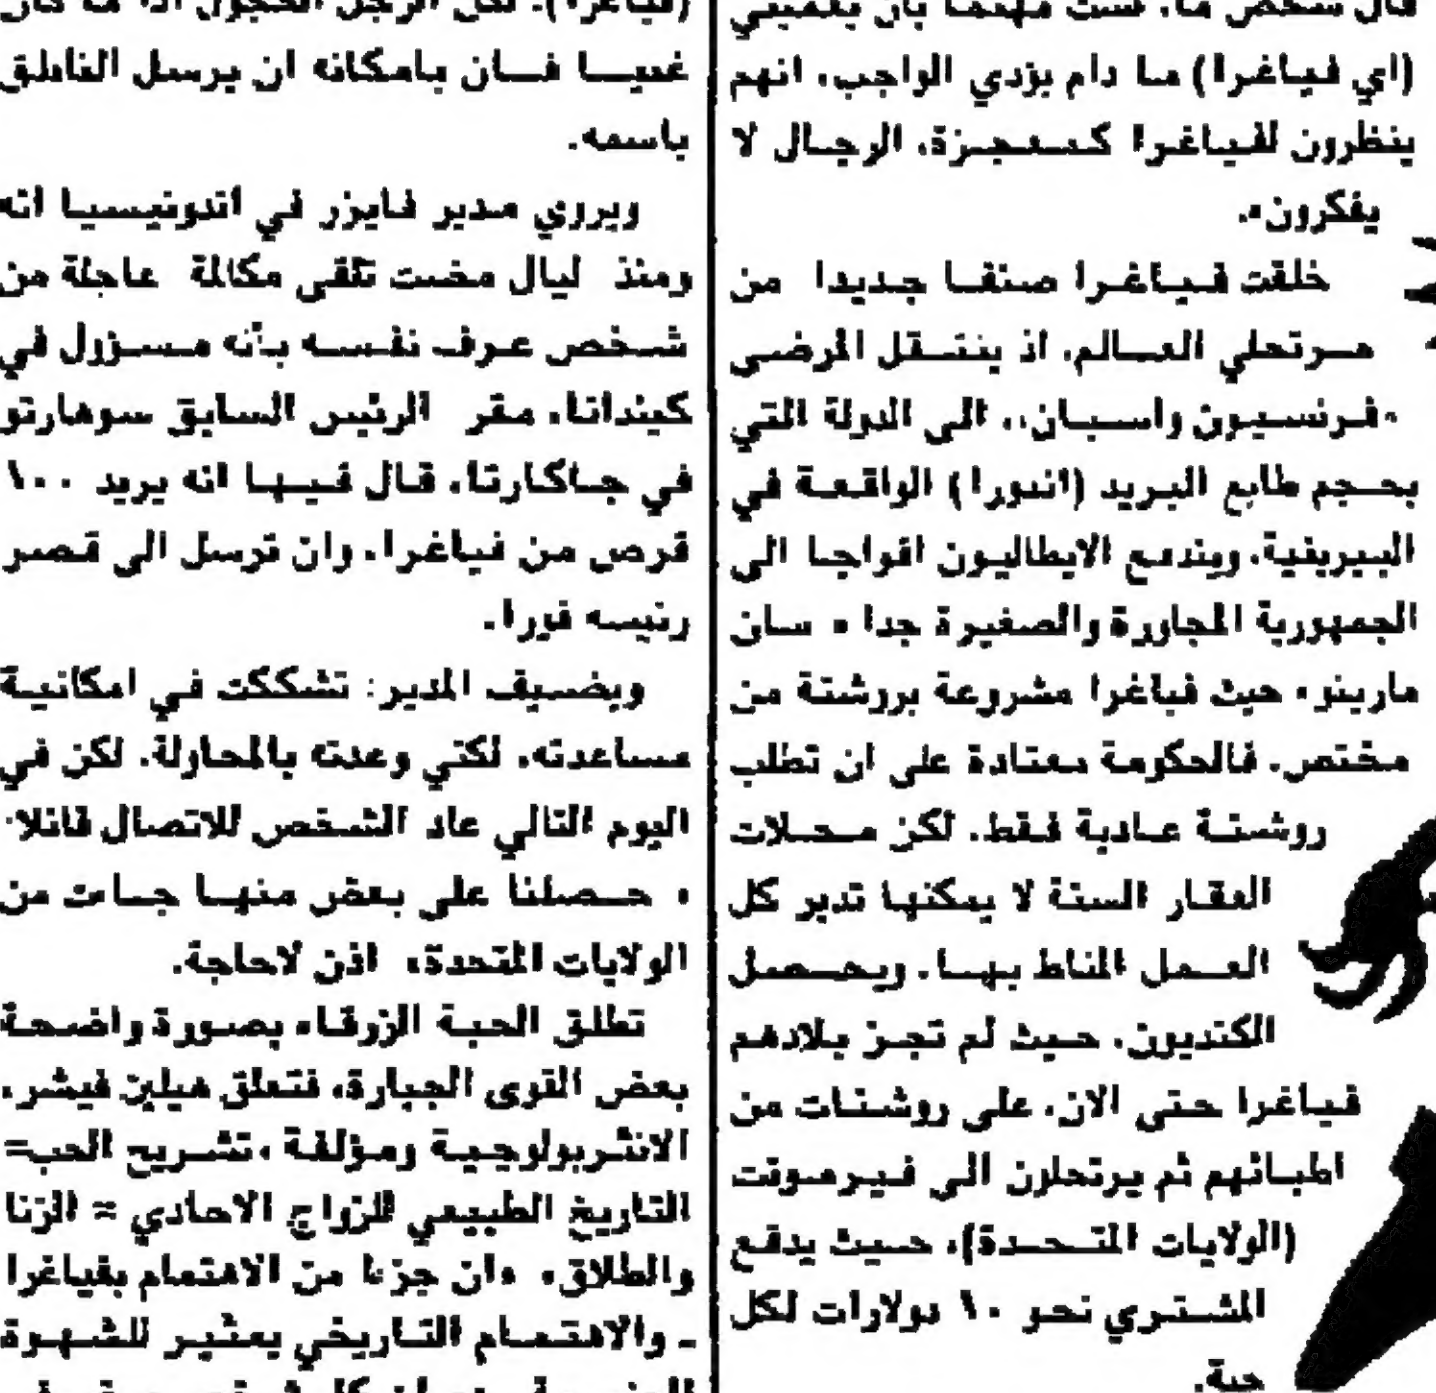 قال شخص ما، لست مهتما بان يعميني
(اي فياغرا) ما دام يؤدي الواجب، انهم
ينظرون لفياغرا كمعجزة، الرجال لا
يفكرون».
خلقت فياغرا صنفا جديدا من
مرتحلي العالم، اذ ينتقل المرضى
«فرنسيون واسبان». الى الدولة التي
بحجم طابع البريد (اندورا) الواقعة في
البيرينية، ويندفع الايطاليون افواجا الى
الجمهورية المجاورة والصغيرة جدا « سان
مارينو» حيث فياغرا مشروعة بروشتة من
مختص. فالحكومة معتادة على ان تطلب
روشتة عادية فقط. لكن محلات
العقار الستة لا يمكنها تدبر كل
العمل المناط بها. ويحصل
الكنديون، حيث لم تجز بلادهم
فياغرا حتى الان، على روشتات من
اطبائهم ثم يرتحلون الى فيرمونت
(الولايات المتحدة)، حيث يدفع
المشتري نحو ١٠ دولارات لكل
حبة.
(فياغرا). لكن الرجل الخجول اذا ما كان
غنيا فان بامكانه ان يرسل الناطق
باسمه.
ويروي مدير فايزر في اندونيسيا انه
ومنذ ليال مضت تلقى مكالمة عاجلة من
شخص عرف نفسه بأنه مسؤول في
كيندانا، مقر الرئيس السابق سوهارتو
في جاكارتا، قال فيها انه يريد ١٠٠
قرص من فياغرا، وان ترسل الى قصر
رئيسه فورا.
ويضيف المدير: تشككت في امكانية
مساعدته، لكني وعدته بالمحاولة. لكن في
اليوم التالي عاد الشخص للاتصال قائلا:
« حصلنا على بعض منها جاءت من
الولايات المتحدة» اذن لاحاجة.
تطلق الحبة الزرقاء بصورة واضحة
بعض القوى الجبارة، فتعلق هيلين فيشر،
الانثربولوجية ومؤلفة «تشريح الحب=
التاريخ الطبيعي للزواج الاحادي = الزنا
والطلاق» «ان جزءا من الاهتمام بفياغرا
ـ والاهتمام التاريخي بمثير للشهوة